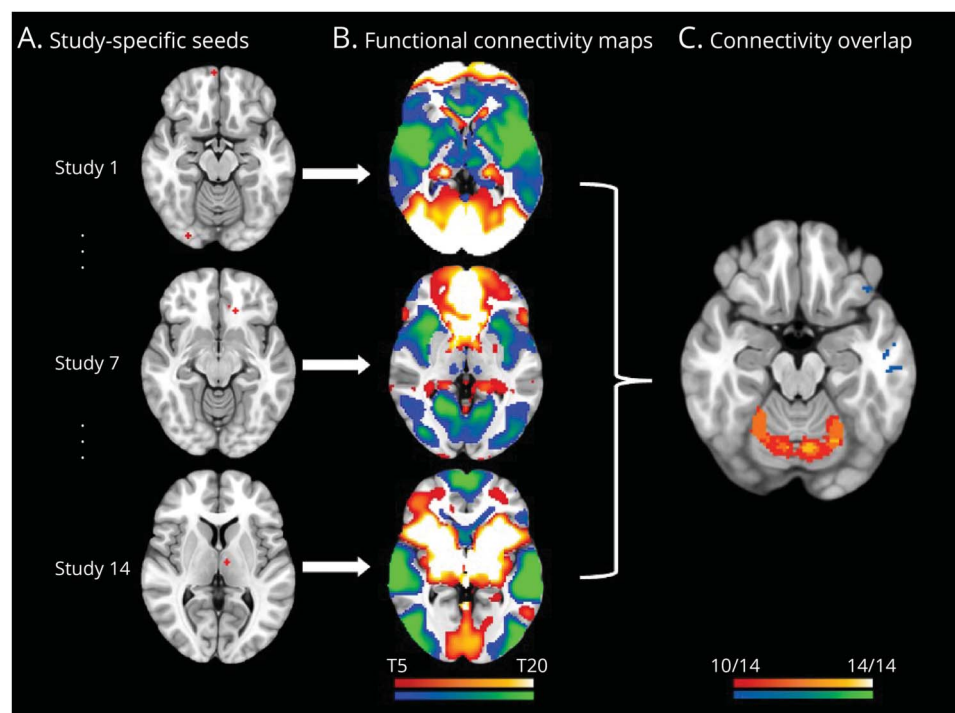 A. Study-specific seeds
B. Functional connectivity maps
C. Connectivity overlap
Study 1
Study 7
Study 14
T5 T20
10/14 14/14